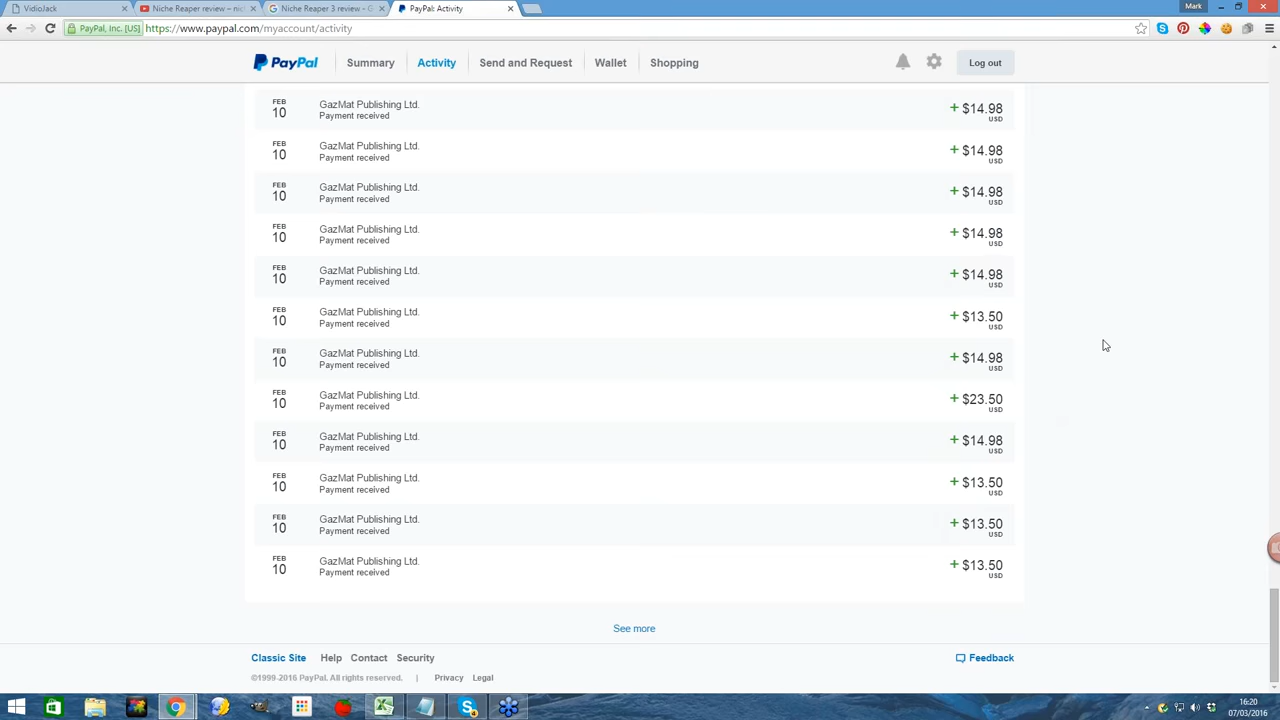 VidioJack
Niche Reaper review – nic
Niche Reaper 3 review - G
PayPal: Activity
Mark
PayPal, Inc. [US]
https://www.paypal.com/myaccount/activity
PayPal
Summary
Activity
Send and Request
Wallet
Shopping
Log out
FEB
10
GazMat Publishing Ltd.
Payment received
+ $14.98
USD
FEB
10
GazMat Publishing Ltd.
Payment received
+ $14.98
USD
FEB
10
GazMat Publishing Ltd.
Payment received
+ $14.98
USD
FEB
10
GazMat Publishing Ltd.
Payment received
+ $14.98
USD
FEB
10
GazMat Publishing Ltd.
Payment received
+ $14.98
USD
FEB
10
GazMat Publishing Ltd.
Payment received
+ $13.50
USD
FEB
10
GazMat Publishing Ltd.
Payment received
+ $14.98
USD
FEB
10
GazMat Publishing Ltd.
Payment received
+ $23.50
USD
FEB
10
GazMat Publishing Ltd.
Payment received
+ $14.98
USD
FEB
10
GazMat Publishing Ltd.
Payment received
+ $13.50
USD
FEB
10
GazMat Publishing Ltd.
Payment received
+ $13.50
USD
FEB
10
GazMat Publishing Ltd.
Payment received
+ $13.50
USD
See more
Classic Site
Help
Contact
Security
Feedback
©1999-2016 PayPal. All rights reserved.
|
Privacy
Legal
16:20
07/03/2016